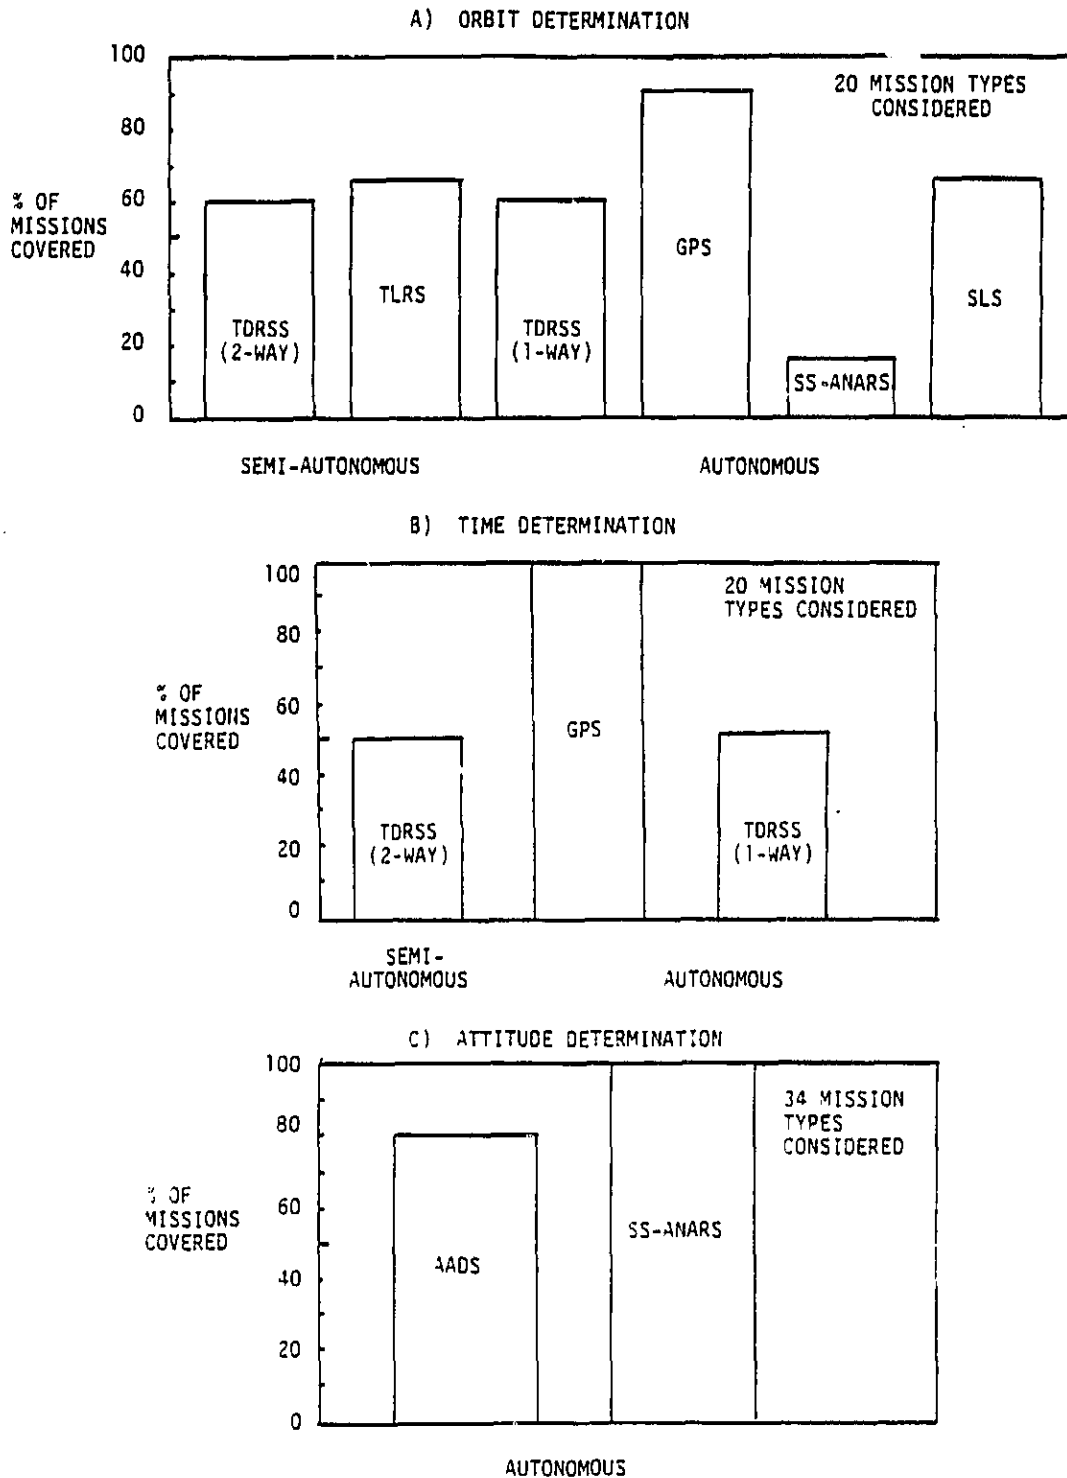 A) ORBIT DETERMINATION
100
80
60
40
20
0
% OF
MISSIONS
COVERED
20 MISSION TYPES
CONSIDERED
TDRSS
(2-WAY)
TLRS
TDRSS
(1-WAY)
GPS
SS-ANARS
SLS
SEMI-AUTONOMOUS
AUTONOMOUS
B) TIME DETERMINATION
100
80
60
40
20
0
% OF
MISSIONS
COVERED
20 MISSION
TYPES CONSIDERED
TDRSS
(2-WAY)
GPS
TDRSS
(1-WAY)
SEMI-
AUTONOMOUS
AUTONOMOUS
C) ATTITUDE DETERMINATION
100
80
60
40
20
0
% OF
MISSIONS
COVERED
34 MISSION
TYPES
CONSIDERED
AADS
SS-ANARS
AUTONOMOUS